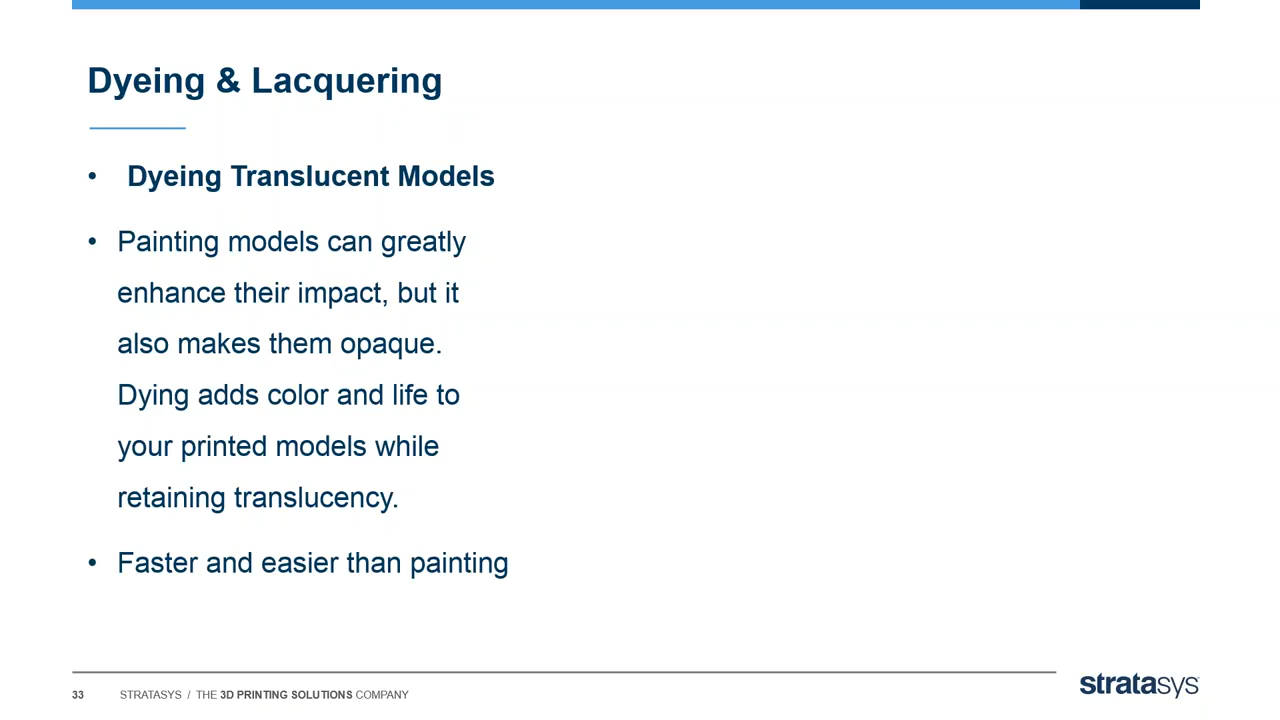 Dyeing & Lacquering
• Dyeing Translucent Models
• Painting models can greatly
enhance their impact, but it
also makes them opaque.
Dying adds color and life to
your printed models while
retaining translucency.
• Faster and easier than painting
33 STRATASYS / THE 3D PRINTING SOLUTIONS COMPANY
stratasys